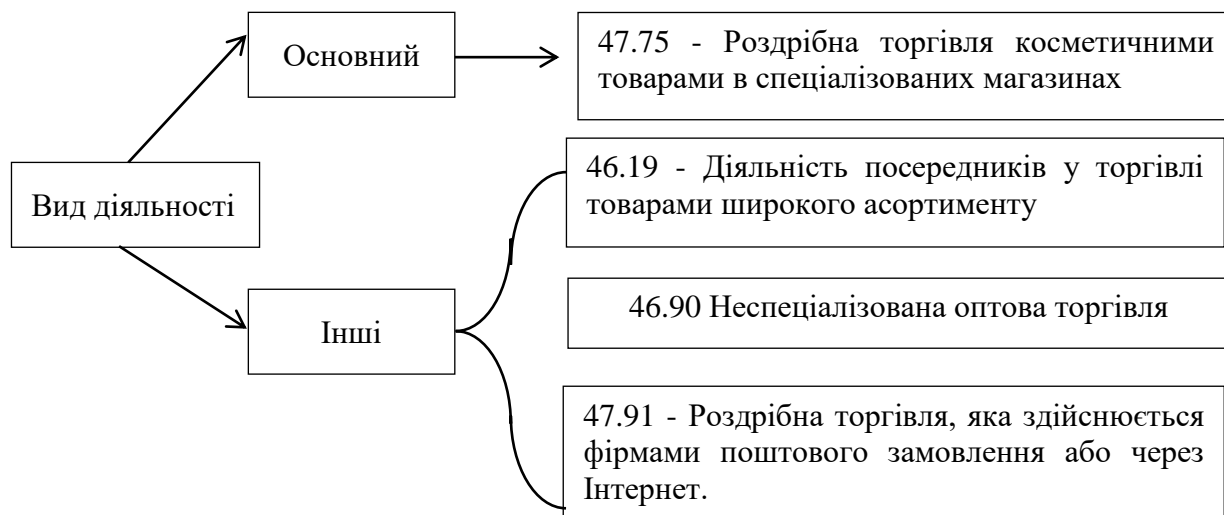 Основний
47.75 - Роздрібна торгівля косметичними
товарами в спеціалізованих магазинах
Вид діяльності
46.19 - Діяльність посередників у торгівлі
товарами широкого асортименту
46.90 Неспеціалізована оптова торгівля
Інші
47.91 - Роздрібна торгівля, яка здійснюється
фірмами поштового замовлення або через
Інтернет.